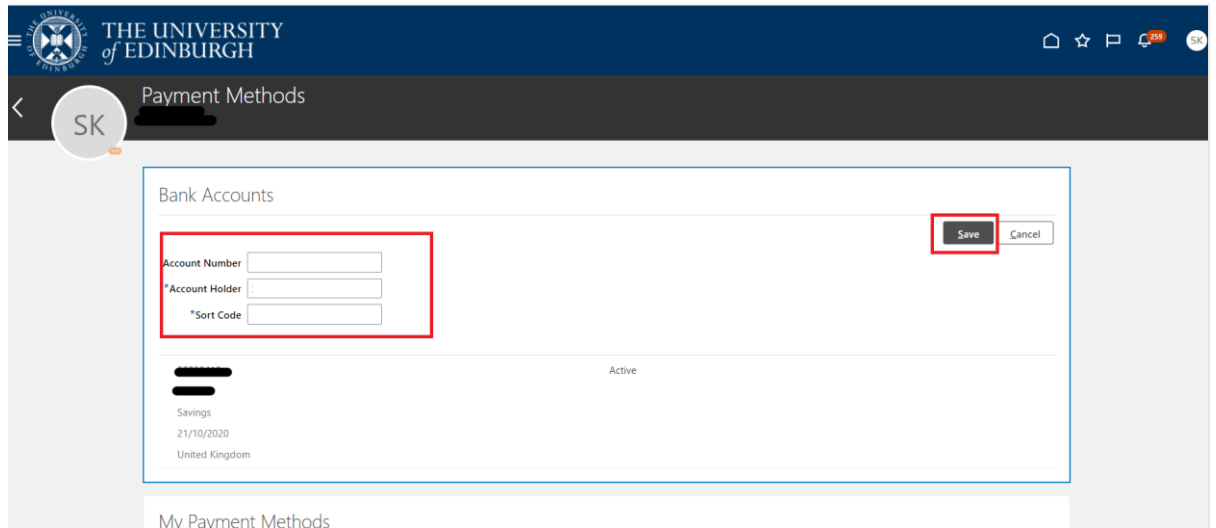 THE UNIVERSITY
of EDINBURGH
259
SK
Payment Methods
SK
Bank Accounts
Save Cancel
Account Number
*Account Holder
*Sort Code
Active
Savings
21/10/2020
United Kingdom
My Payment Methods